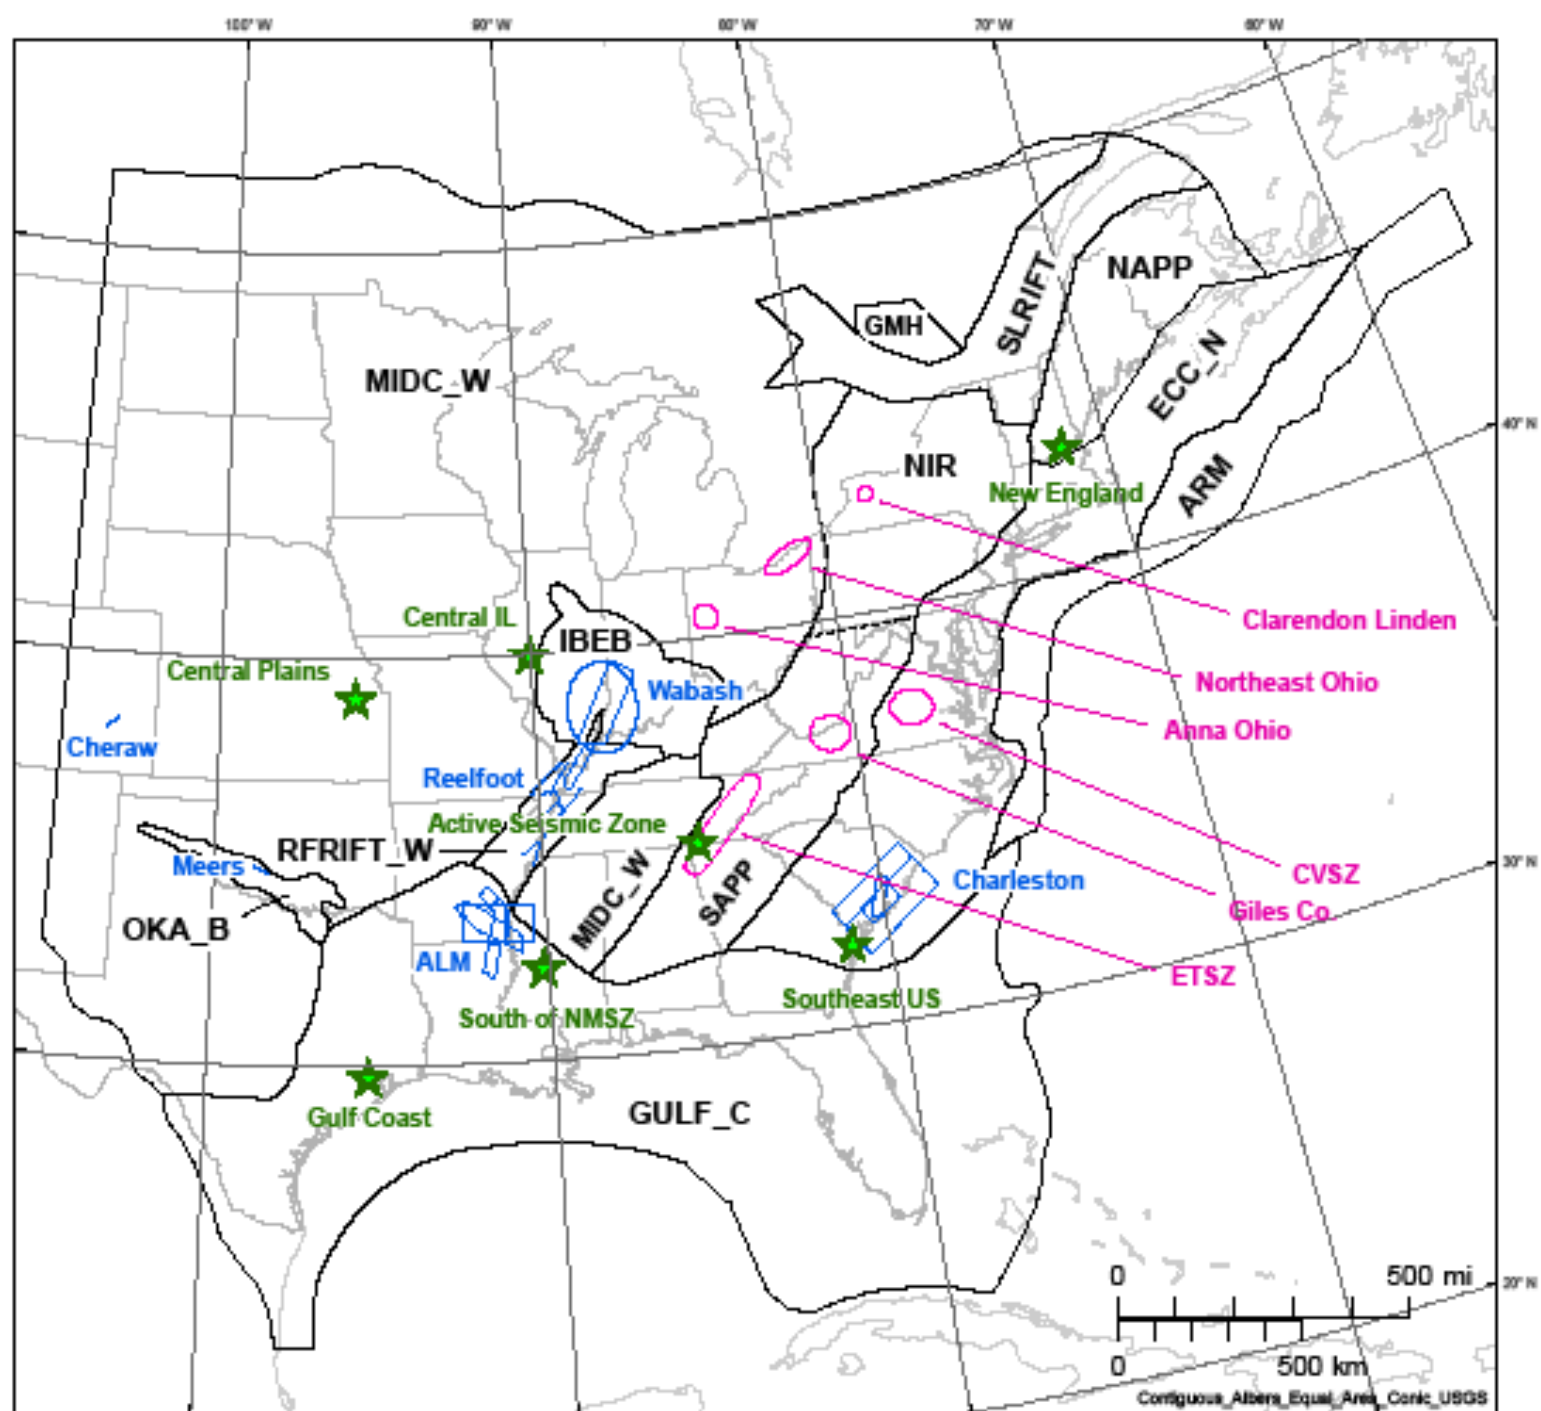 100° W
90° W
80° W
70° W
60° W
NAPP
SLRIFT
GMH
ECC_N
MIDC_W
40° N
NIR
ARM
New England
Central IL
Clarendon Linden
IBEB
Central Plains
Wabash
Northeast Ohio
Anna Ohio
Cheraw
Reelfoot
Active Seismic Zone
RFRIFT_W
Meers
30° N
CVSZ
Charleston
MIDC_W
SAPP
Giles Co.
OKA_B
ALM
ETSZ
Southeast US
South of NMSZ
Gulf Coast
GULF_C
0 500 mi
20° N
0 500 km
Contiguous_Albers_Equal_Area_Conic_USGS